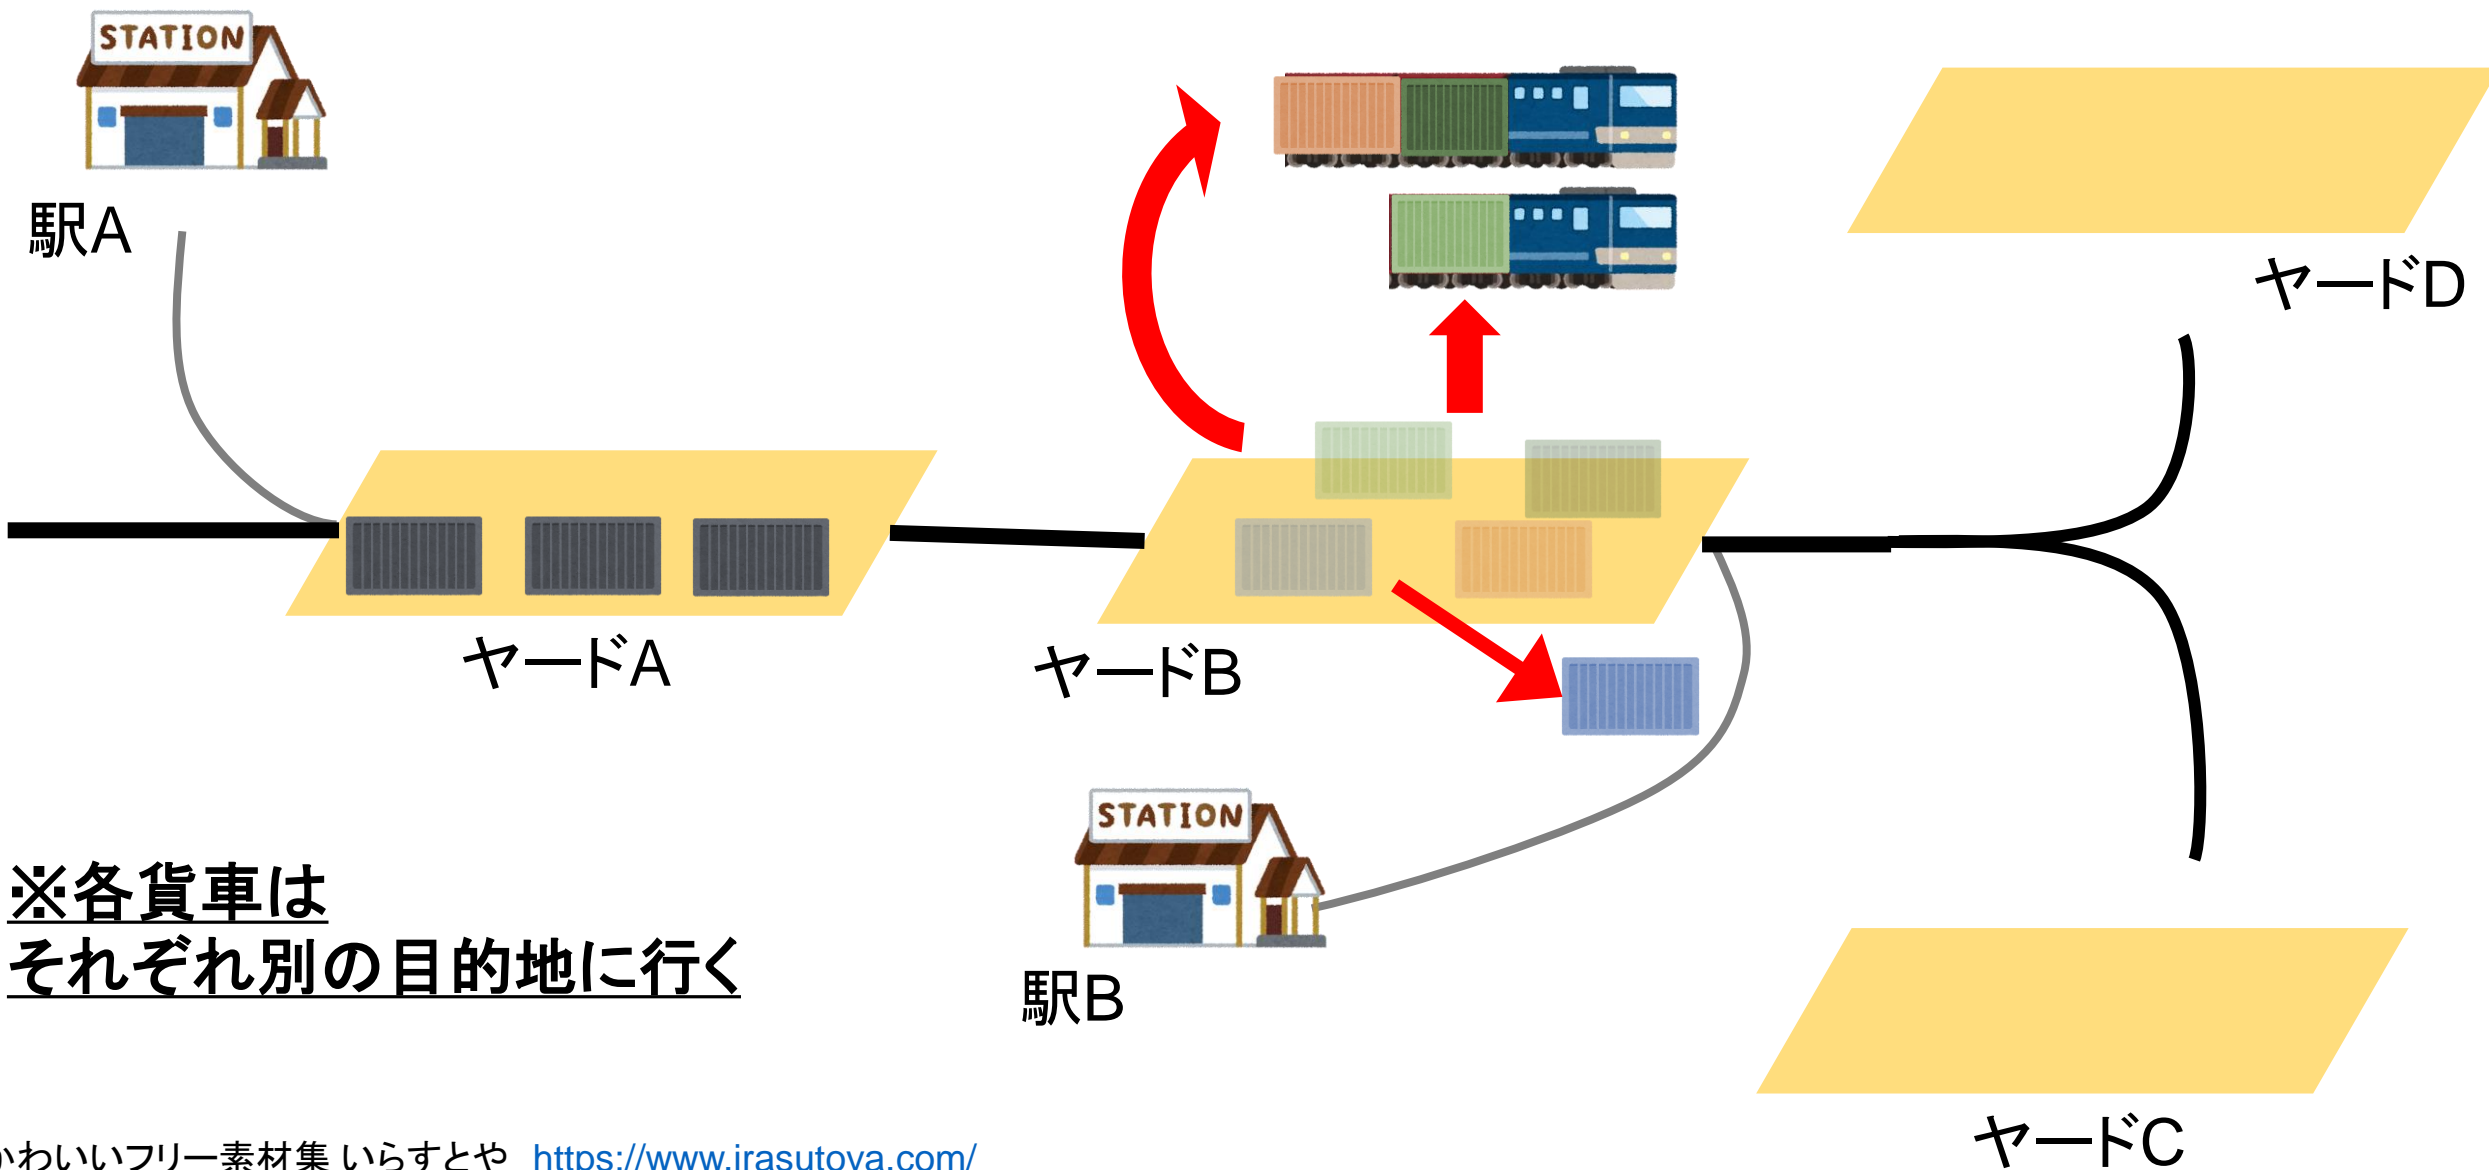 STATION
駅A
ヤードD
ヤードA
ヤードB
STATION
※各貨車は
それぞれ別の目的地に行く
駅B
ヤードC
かわいいフリー素材集 いらすとや https://www.irasutoya.com/